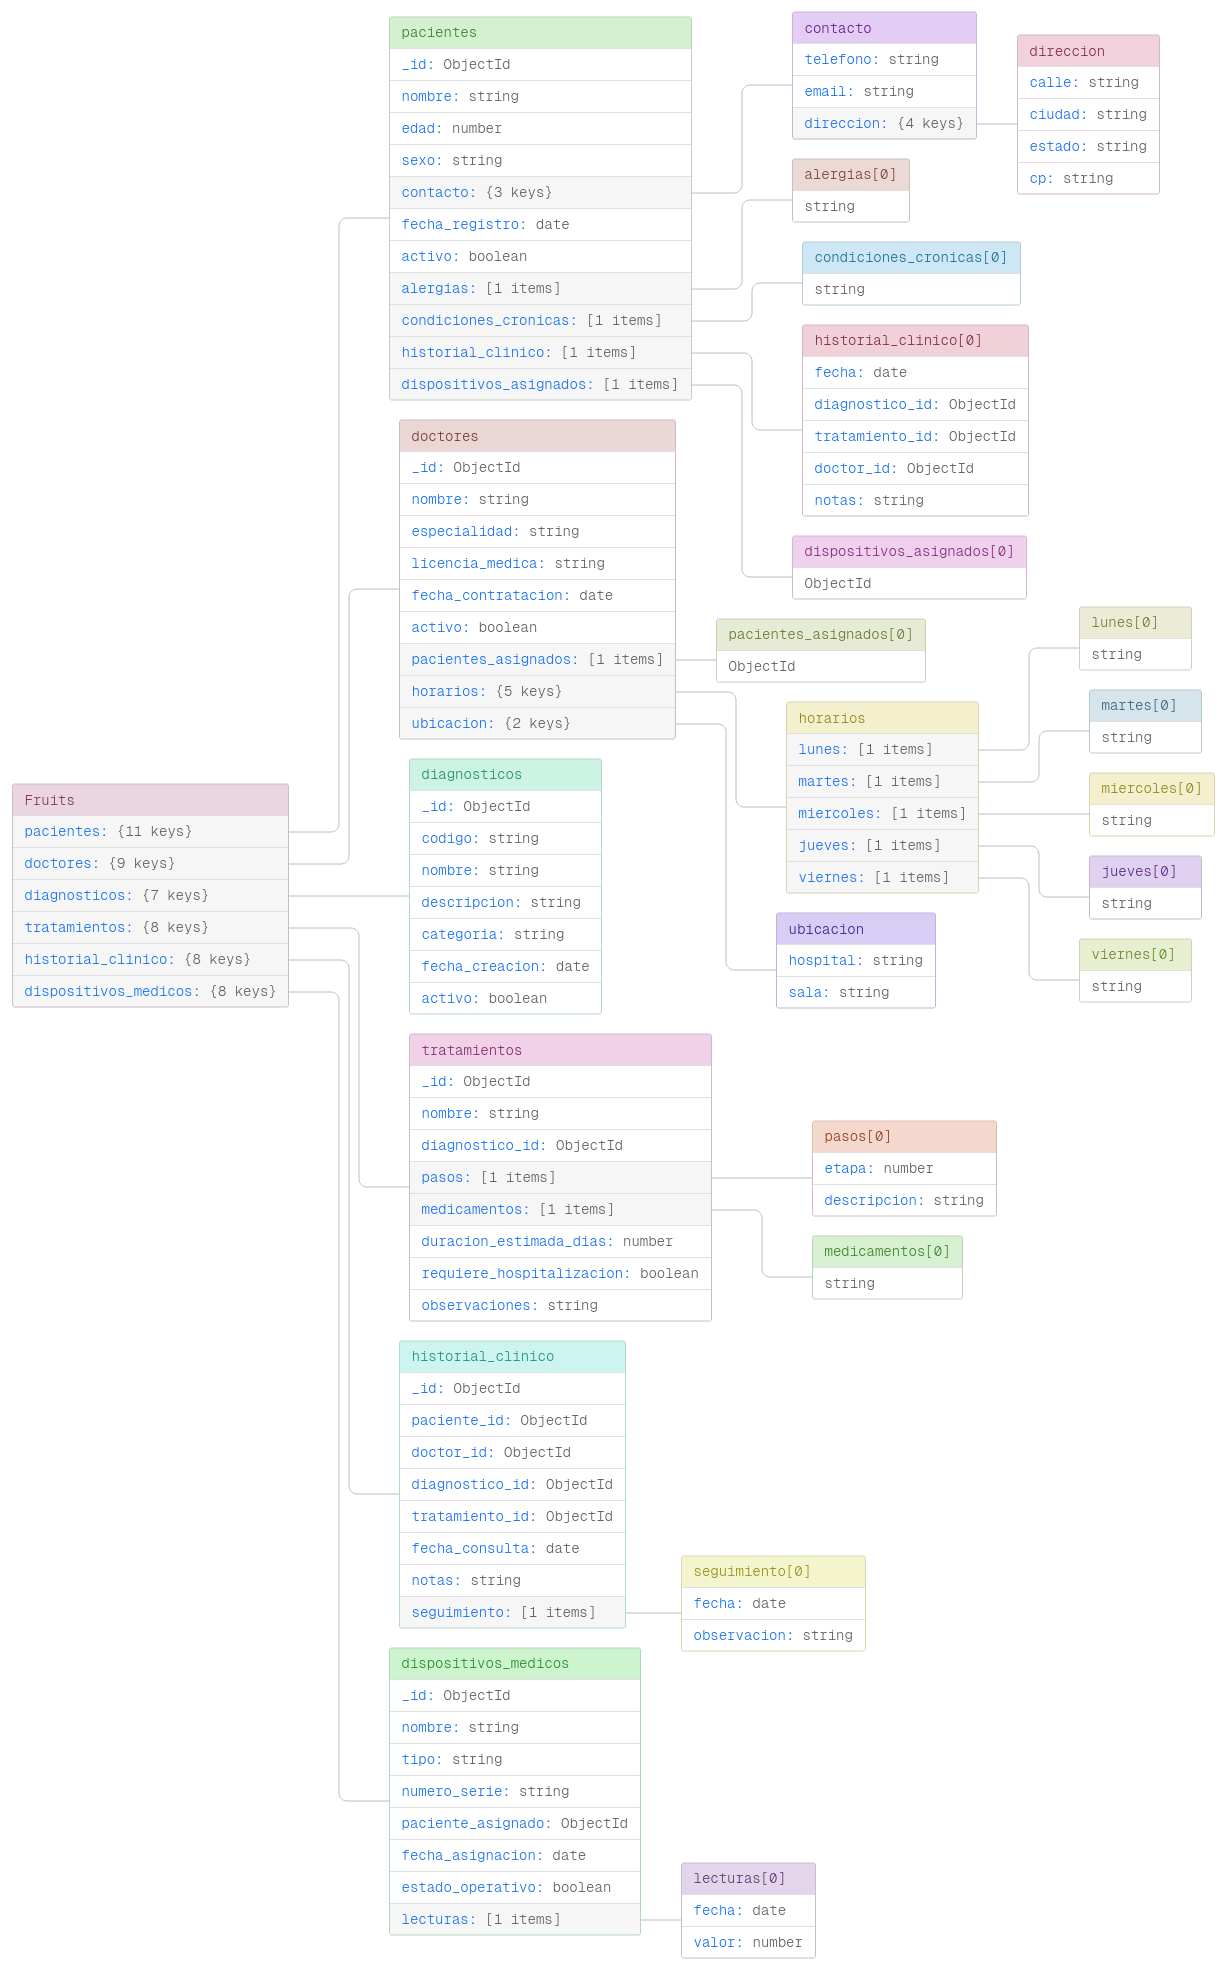 Fruits
pacientes: {11 keys}
doctores: {9 keys}
diagnosticos: {7 keys}
tratamientos: {8 keys}
historial_clinico: {8 keys}
dispositivos_medicos: {8 keys}
pacientes
_id: ObjectId
nombre: string
edad: number
sexo: string
contacto: {3 keys}
fecha_registro: date
activo: boolean
alergias: [1 items]
condiciones_cronicas: [1 items]
historial_clinico: [1 items]
dispositivos_asignados: [1 items]
contacto
telefono: string
email: string
direccion: {4 keys}
direccion
calle: string
ciudad: string
estado: string
cp: string
alergias[0]
string
condiciones_cronicas[0]
string
historial_clinico[0]
fecha: date
diagnostico_id: ObjectId
tratamiento_id: ObjectId
doctor_id: ObjectId
notas: string
dispositivos_asignados[0]
ObjectId
doctores
_id: ObjectId
nombre: string
especialidad: string
licencia_medica: string
fecha_contratacion: date
activo: boolean
pacientes_asignados: [1 items]
horarios: {5 keys}
ubicacion: {2 keys}
pacientes_asignados[0]
ObjectId
horarios
lunes: [1 items]
martes: [1 items]
miercoles: [1 items]
jueves: [1 items]
viernes: [1 items]
lunes[0]
string
martes[0]
string
miercoles[0]
string
jueves[0]
string
viernes[0]
string
ubicacion
hospital: string
sala: string
diagnosticos
_id: ObjectId
codigo: string
nombre: string
descripcion: string
categoria: string
fecha_creacion: date
activo: boolean
tratamientos
_id: ObjectId
nombre: string
diagnostico_id: ObjectId
pasos: [1 items]
medicamentos: [1 items]
duracion_estimada_dias: number
requiere_hospitalizacion: boolean
observaciones: string
pasos[0]
etapa: number
descripcion: string
medicamentos[0]
string
historial_clinico
_id: ObjectId
paciente_id: ObjectId
doctor_id: ObjectId
diagnostico_id: ObjectId
tratamiento_id: ObjectId
fecha_consulta: date
notas: string
seguimiento: [1 items]
seguimiento[0]
fecha: date
observacion: string
dispositivos_medicos
_id: ObjectId
nombre: string
tipo: string
numero_serie: string
paciente_asignado: ObjectId
fecha_asignacion: date
estado_operativo: boolean
lecturas: [1 items]
lecturas[0]
fecha: date
valor: number